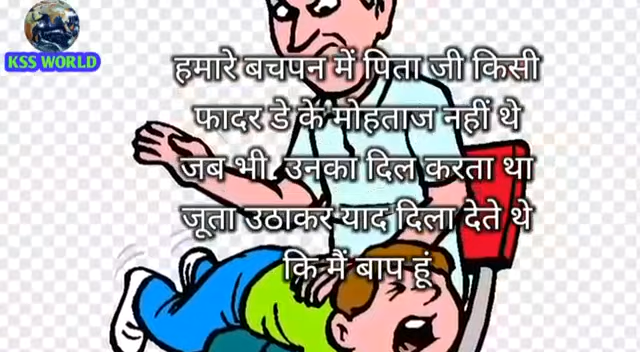 KSS WORLD
हमारे बचपन में पिता जी किसी
फादर डे के मोहताज नहीं थे
जब भी. उनका दिल करता था
जूता उठाकर याद दिला देते थे
कि मैं बाप हूं